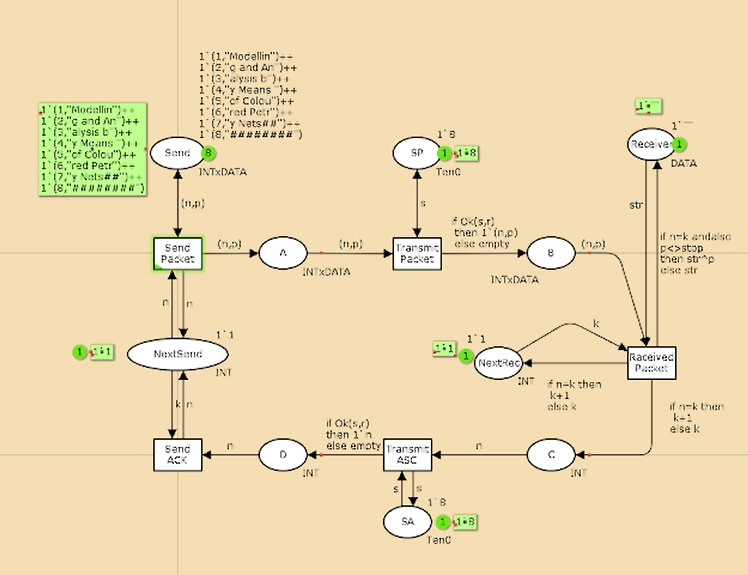 1`(1,"Modellin")++
1`(2,"g and An")++
1`(3,"alysis b")++
1`(4,"y Means ")++
1`(5,"of Colou")++
1`(6,"red Petr")++
1`(7,"y Nets##")++
1`(8,"########")
1`(1,"Modellin")++
1`(2,"g and An")++
1`(3,"alysis b")++
1`(4,"y Means ")++
1`(5,"of Colou")++
1`(6,"red Petr")++
1`(7,"y Nets##")++
1`(8,"########")
Send
8
INTxDATA
1`8
SP
1
1`8
Ten0
1`""
1`""
1
DATA
(n,p)
s
str
if n=k andalso
p<>stop
then str^p
else str
Send
Packet
(n,p)
A
INTxDATA
(n,p)
Transmit
Packet
if Ok(s,r)
then 1`(n,p)
else empty
B
INTxDATA
(n,p)
n
n
1`1
NextSend
1
1`1
INT
1`1
1`1
1
NextRec
INT
k
if n=k then
k+1
else k
Raceived
Packet
if n=k then
k+1
else k
k
n
Send
ACK
n
D
INT
if Ok(s,r)
then 1`n
else empty
Transmit
ASC
n
C
INT
s
s
1`8
SA
1
1`8
Ten0